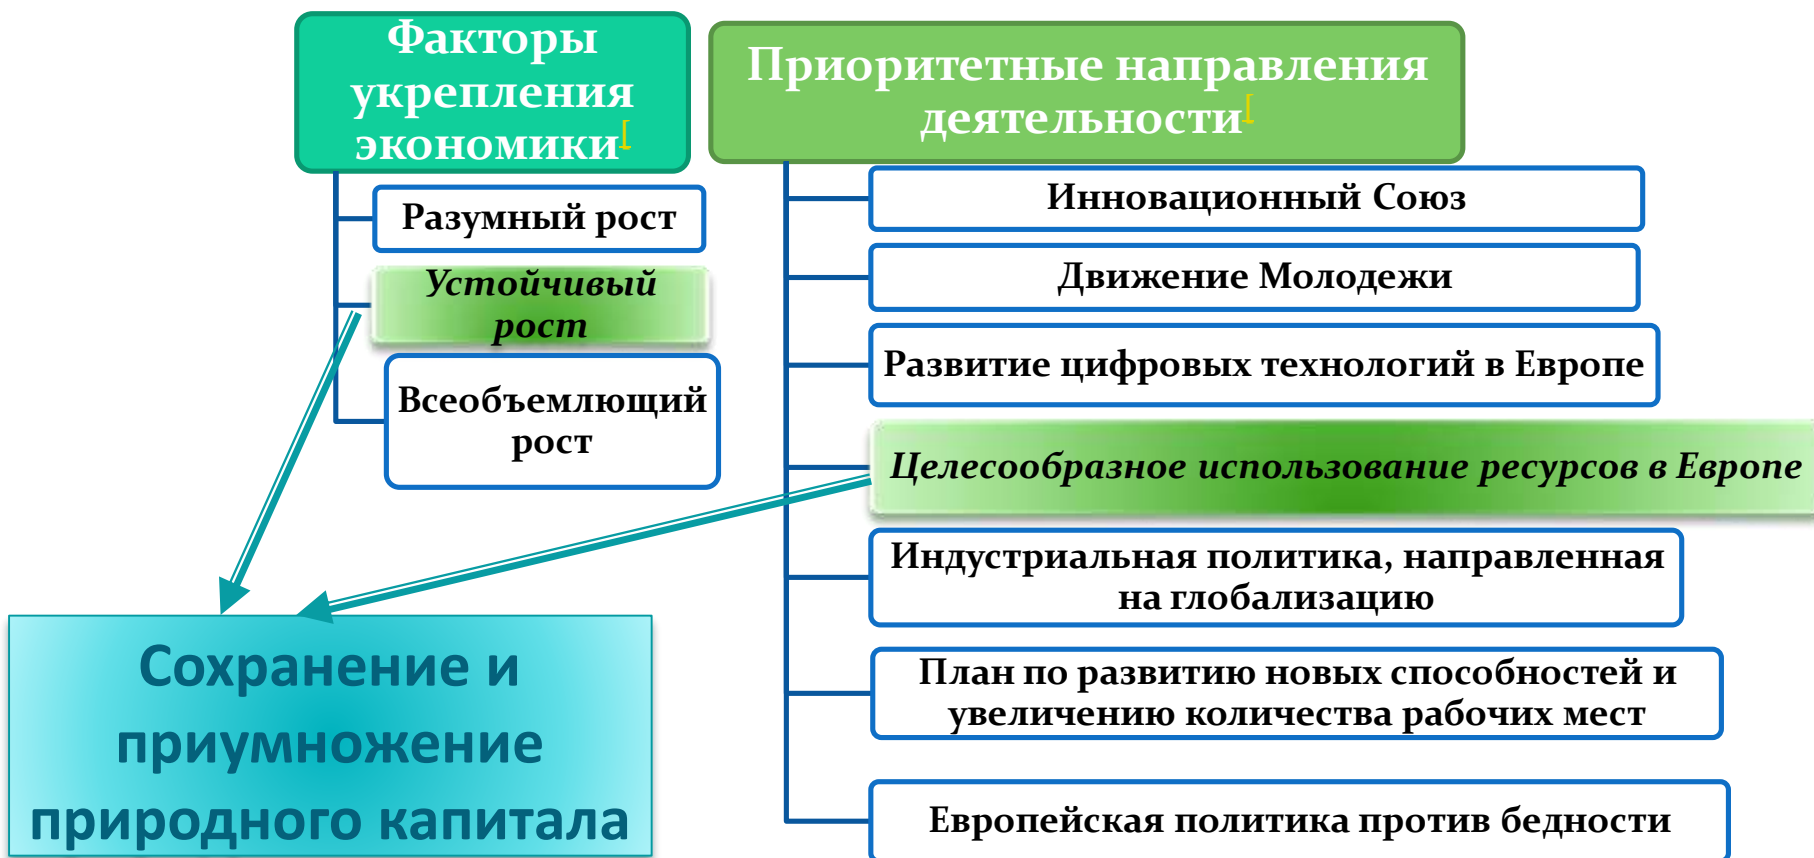 Факторы
укрепления
экономики[
Разумный рост
Устойчивый
рост
Всеобъемлющий
рост
Приоритетные направления
деятельности[
Инновационный Союз
Движение Молодежи
Развитие цифровых технологий в Европе
Целесообразное использование ресурсов в Европе
Индустриальная политика, направленная
на глобализацию
План по развитию новых способностей и
увеличению количества рабочих мест
Европейская политика против бедности
Сохранение и
приумножение
природного капитала